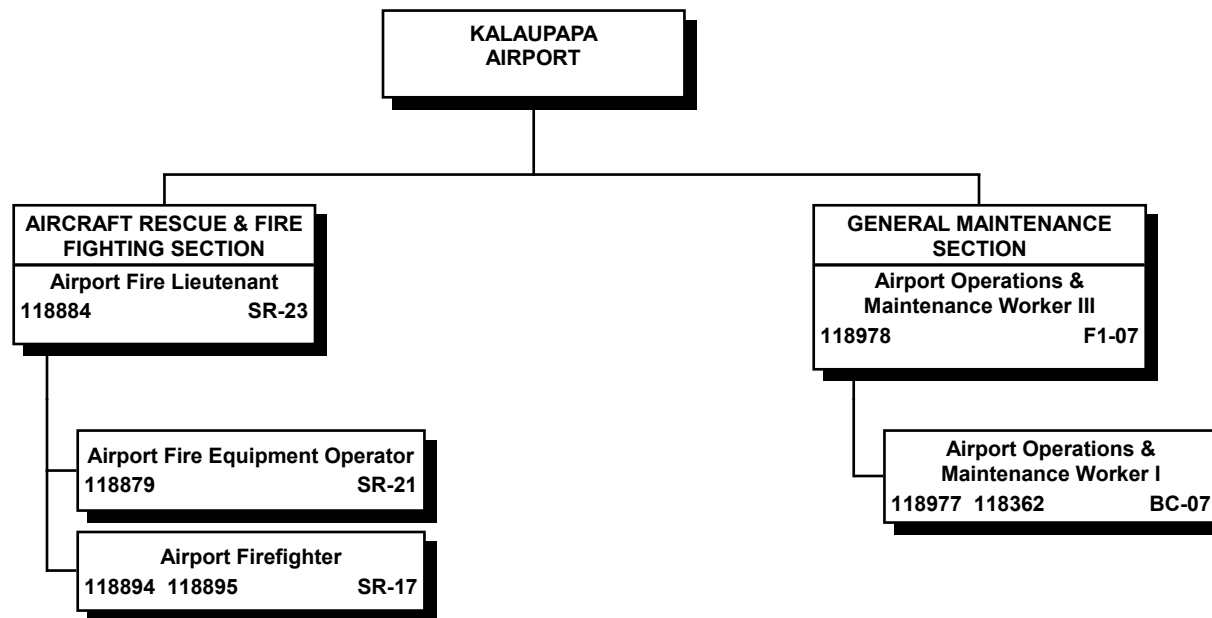 KALAUPAPA
AIRPORT
AIRCRAFT RESCUE & FIRE
FIGHTING SECTION
Airport Fire Lieutenant
118884 SR-23
Airport Fire Equipment Operator
118879 SR-21
Airport Firefighter
118894 118895 SR-17
GENERAL MAINTENANCE
SECTION
Airport Operations &
Maintenance Worker III
118978 F1-07
Airport Operations &
Maintenance Worker I
118977 118362 BC-07